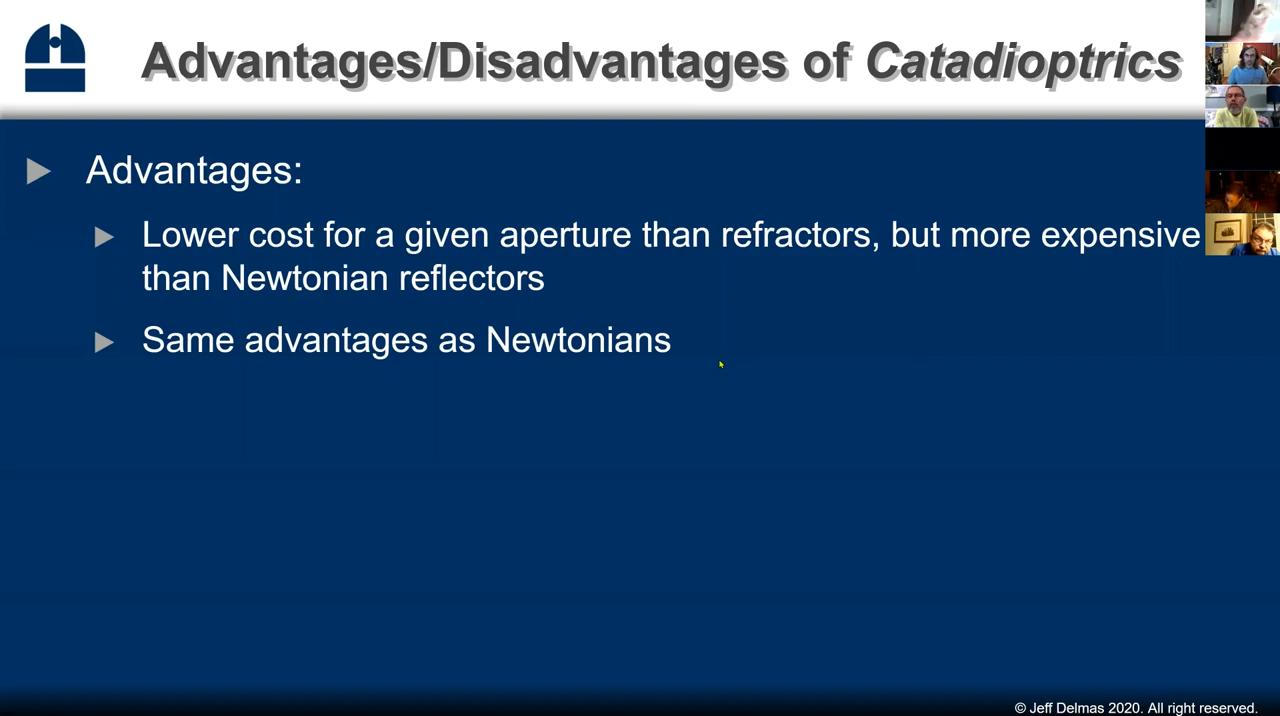 Advantages/Disadvantages of Catadioptrics
Advantages:
Lower cost for a given aperture than refractors, but more expensive
than Newtonian reflectors
Same advantages as Newtonians
© Jeff Delmas 2020. All right reserved.